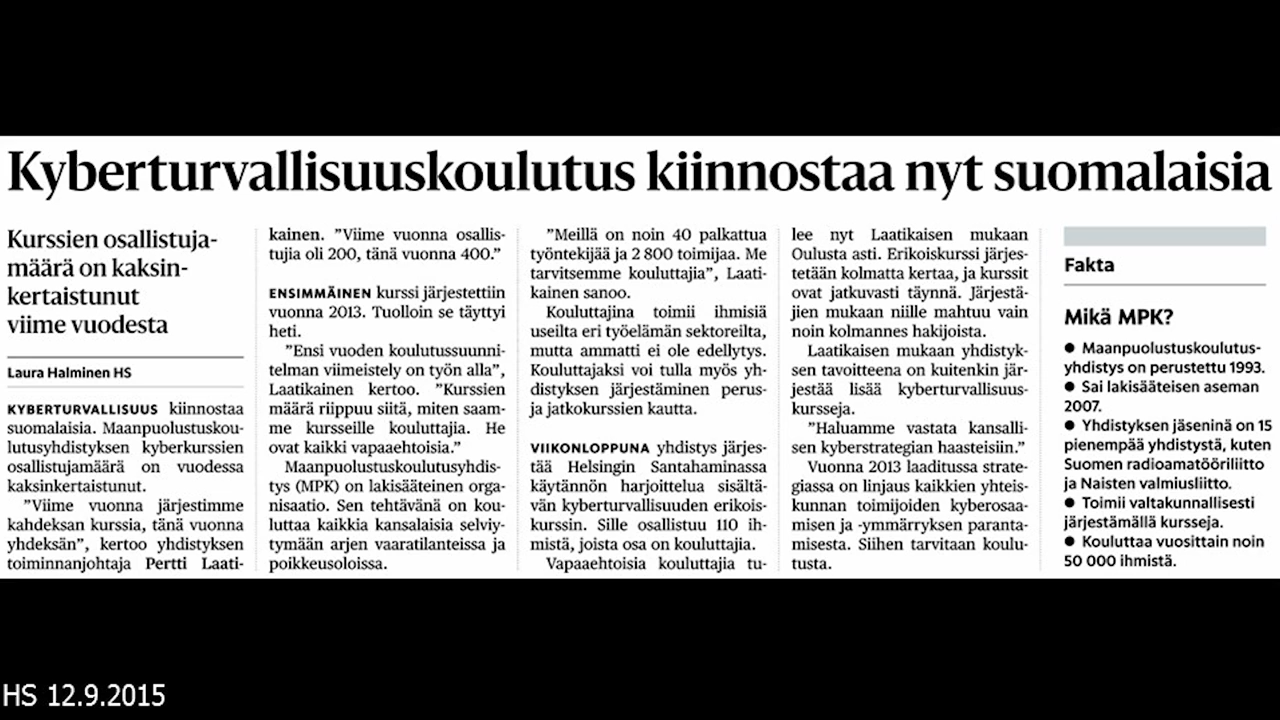 Kyberturvallisuuskoulutus kiinnostaa nyt suomalaisia
Kurssien osallistuja-
määrä on kaksin-
kertaistunut
viime vuodesta
Laura Halminen HS
KYBERTURVALLISUUS kiinnostaa
suomalaisia. Maanpuolustuskou-
lutusyhdistyksen kyberkurssien
osallistujamäärä on vuodessa
kaksinkertaistunut.
”Viime vuonna järjestimme
kahdeksan kurssia, tänä vuonna
yhdeksän”, kertoo yhdistyksen
toiminnanjohtaja Pertti Laati-
kainen. ”Viime vuonna osallis-
tujia oli 200, tänä vuonna 400.”
ENSIMMÄINEN kurssi järjestettiin
vuonna 2013. Tuolloin se täyttyi
heti.
”Ensi vuoden koulutussuunni-
telman viimeistely on työn alla”,
Laatikainen kertoo. ”Kurssien
määrä riippuu siitä, miten saam-
me kursseille kouluttajia. He
ovat kaikki vapaaehtoisia.”
Maanpuolustuskoulutusyhdis-
tys (MPK) on lakisääteinen orga-
nisaatio. Sen tehtävänä on kou-
luttaa kaikkia kansalaisia selviy-
tymään arjen vaaratilanteissa ja
poikkeusoloissa.
”Meillä on noin 40 palkattua
työntekijää ja 2 800 toimijaa. Me
tarvitsemme kouluttajia”, Laati-
kainen sanoo.
Kouluttajina toimii ihmisiä
useilta eri työelämän sektoreilta,
mutta ammatti ei ole edellytys.
Kouluttajaksi voi tulla myös yh-
distyksen järjestäminen perus-
ja jatkokurssien kautta.
VIIKONLOPPUNA yhdistys järjes-
tää Helsingin Santahaminassa
käytännön harjoittelua sisältä-
vän kyberturvallisuuden erikois-
kurssin. Sille osallistuu 110 ih-
mistä, joista osa on kouluttajia.
Vapaaehtoisia kouluttajia tu-
lee nyt Laatikaisen mukaan
Oulusta asti. Erikoiskurssi järjes-
tetään kolmatta kertaa, ja kurssit
ovat jatkuvasti täynnä. Järjestä-
jien mukaan niille mahtuu vain
noin kolmannes hakijoista.
Laatikaisen mukaan yhdistyk-
sen tavoitteena on kuitenkin jär-
jestää lisää kyberturvallisuus-
kursseja.
”Haluamme vastata kansalli-
sen kyberstrategian haasteisiin.”
Vuonna 2013 laaditussa strate-
giassa on linjaus kaikkien yhteis-
kunnan toimijoiden kyberosaa-
misen ja -ymmärryksen paranta-
misesta. Siihen tarvitaan koulu-
tusta.
Fakta
Mikä MPK?
● Maanpuolustuskoulutus-
yhdistys on perustettu 1993.
● Sai lakisääteisen aseman
2007.
● Yhdistyksen jäseninä on 15
pienempää yhdistystä, kuten
Suomen radioamatööriliitto
ja Naisten valmiusliitto.
● Toimii valtakunnallisesti
järjestämällä kursseja.
● Kouluttaa vuosittain noin
50 000 ihmistä.
HS 12.9.2015